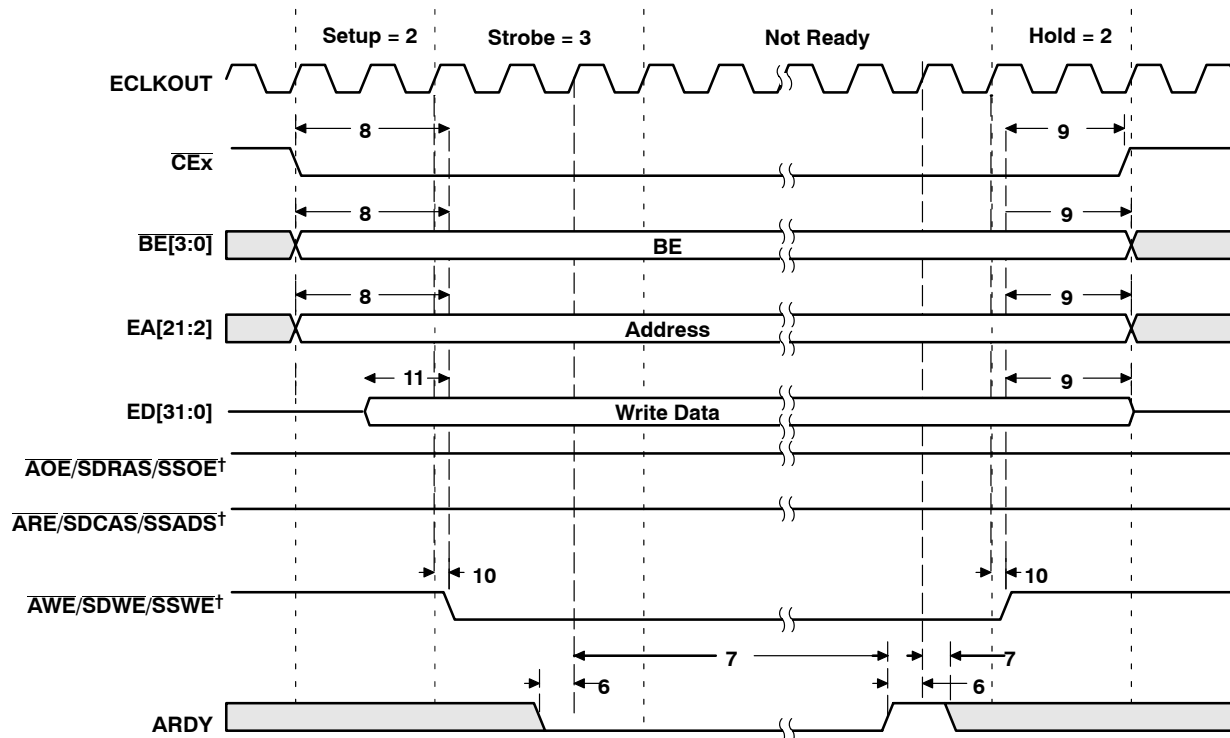 Setup = 2 Strobe = 3 Not Ready Hold = 2
ECLKOUT
8 9
CEx
8 9
BE[3:0] BE
8 9
EA[21:2] Address
11 9
ED[31:0] Write Data
AOE/SDRAS/SSOE†
ARE/SDCAS/SSADS†
10 10
AWE/SDWE/SSWE†
7 7
6 6
ARDY